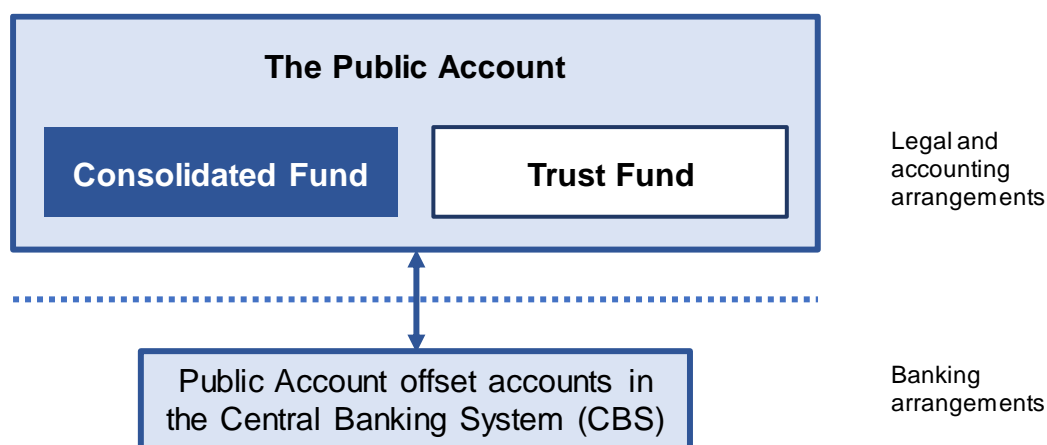 The Public Account
Consolidated Fund
Trust Fund
Legal and
accounting
arrangements
Public Account offset accounts in
the Central Banking System (CBS)
Banking
arrangements